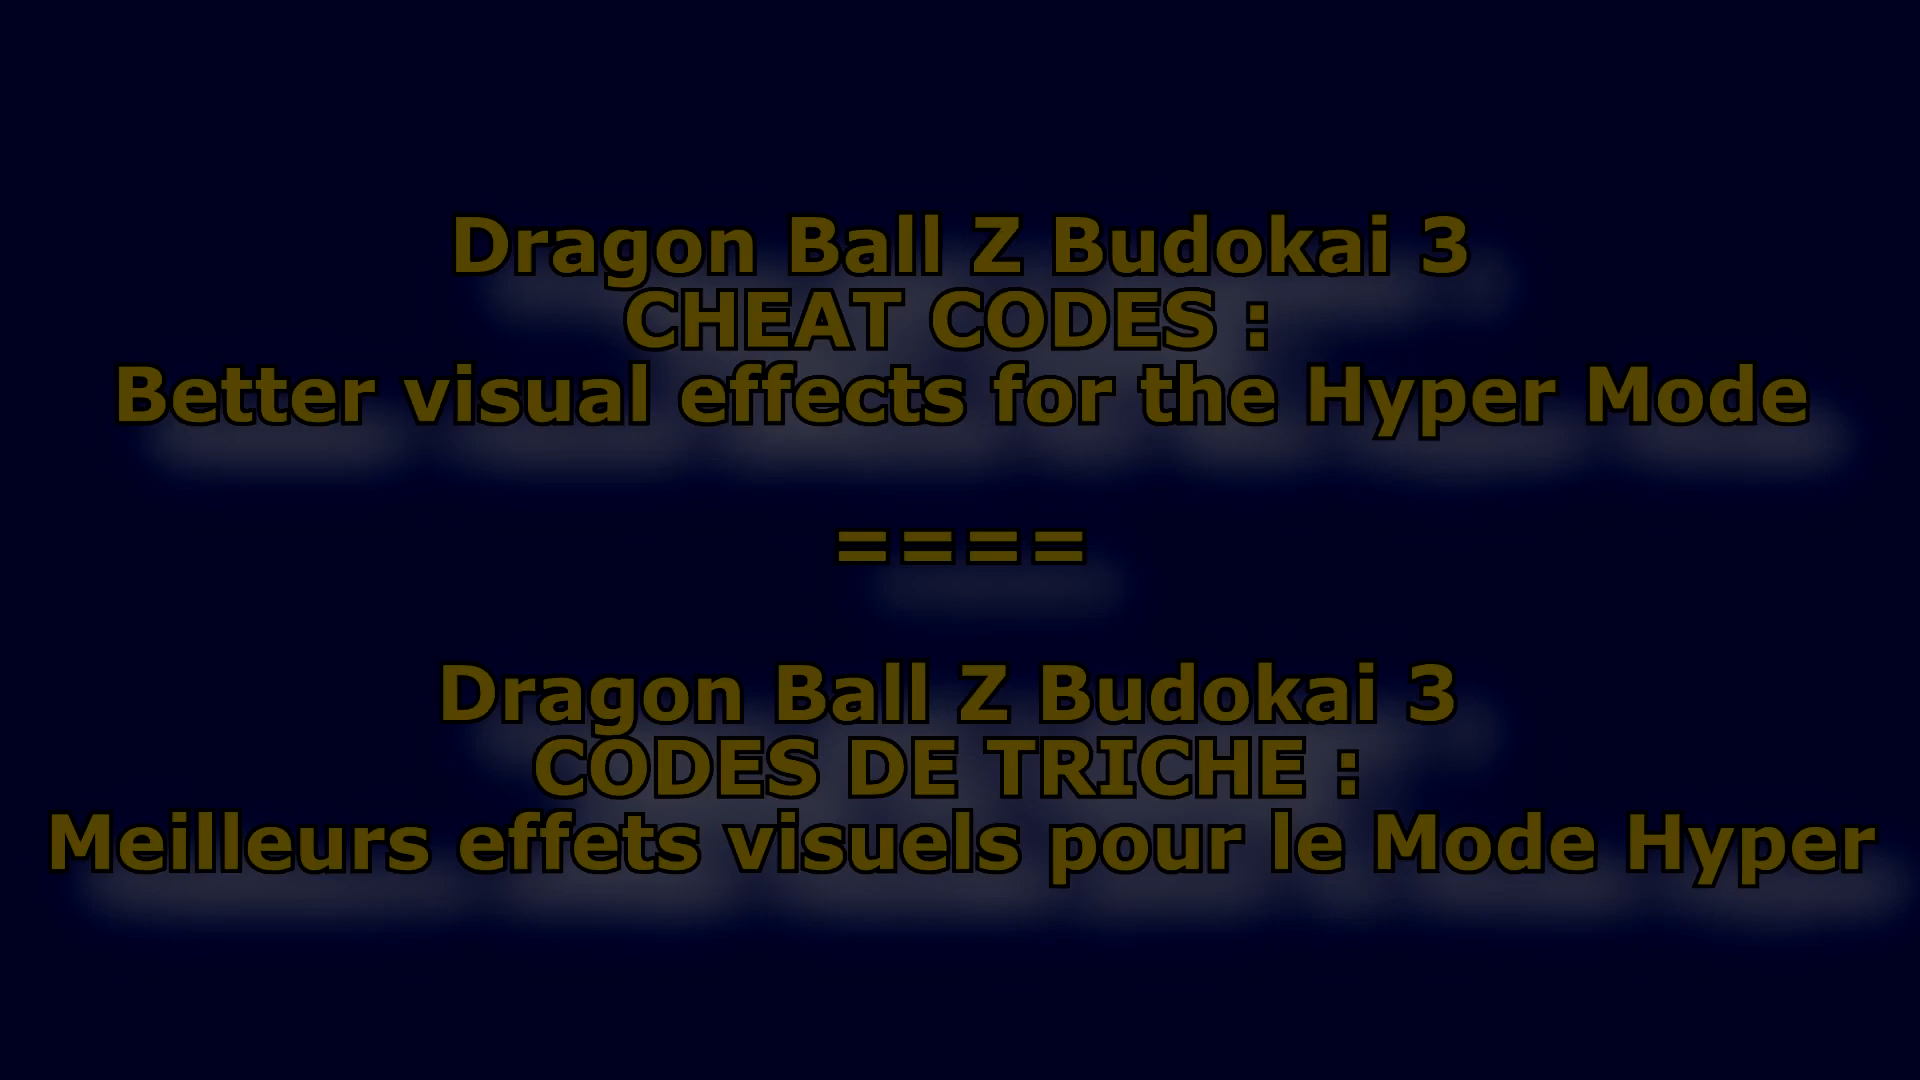 Dragon Ball Z Budokai 3
CHEAT CODES :
Better visual effects for the Hyper Mode
====
Dragon Ball Z Budokai 3
CODES DE TRICHE :
Meilleurs effets visuels pour le Mode Hyper